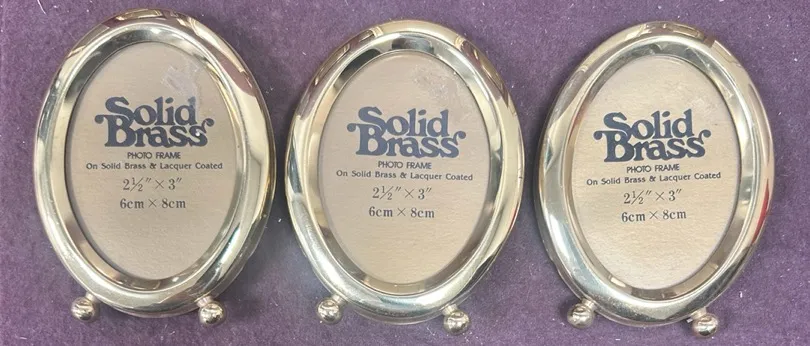 Solid
Brass
PHOTO FRAME
On Solid Brass & Lacquer Coated
2½" × 3"
6cm × 8cm
Solid
Brass
PHOTO FRAME
On Solid Brass & Lacquer Coated
2½" × 3"
6cm × 8cm
Solid
Brass
PHOTO FRAME
On Solid Brass & Lacquer Coated
2½" × 3"
6cm × 8cm